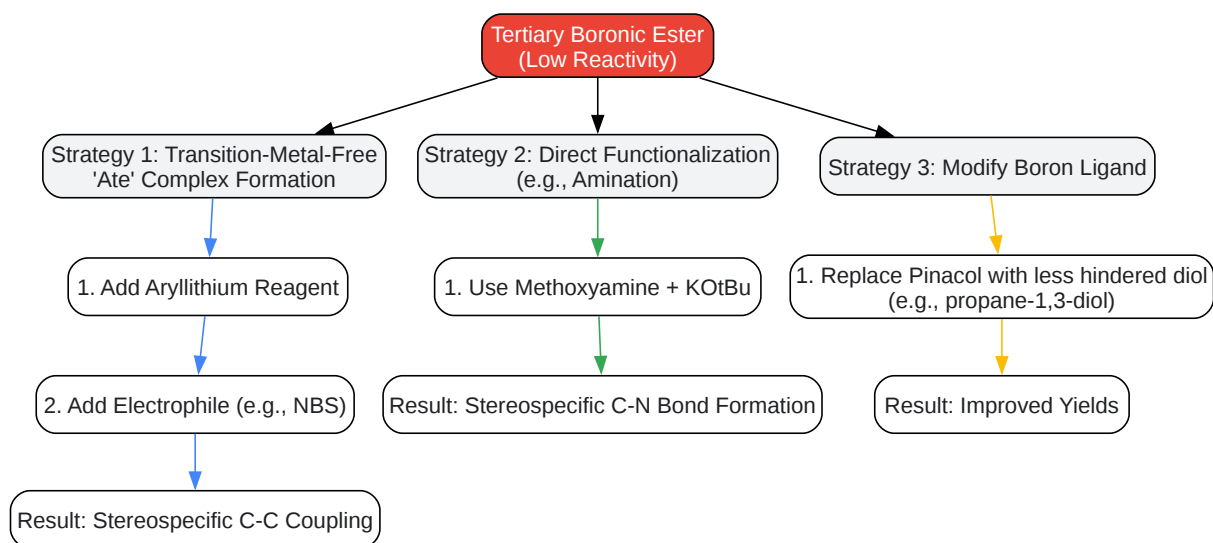 Tertiary Boronic Ester
(Low Reactivity)
Strategy 1: Transition-Metal-Free
'Ate' Complex Formation
Strategy 2: Direct Functionalization
(e.g., Amination)
Strategy 3: Modify Boron Ligand
1. Add Aryllithium Reagent
1. Use Methoxyamine + KOtBu
1. Replace Pinacol with less hindered diol
(e.g., propane-1,3-diol)
2. Add Electrophile (e.g., NBS)
Result: Stereospecific C-N Bond Formation
Result: Improved Yields
Result: Stereospecific C-C Coupling